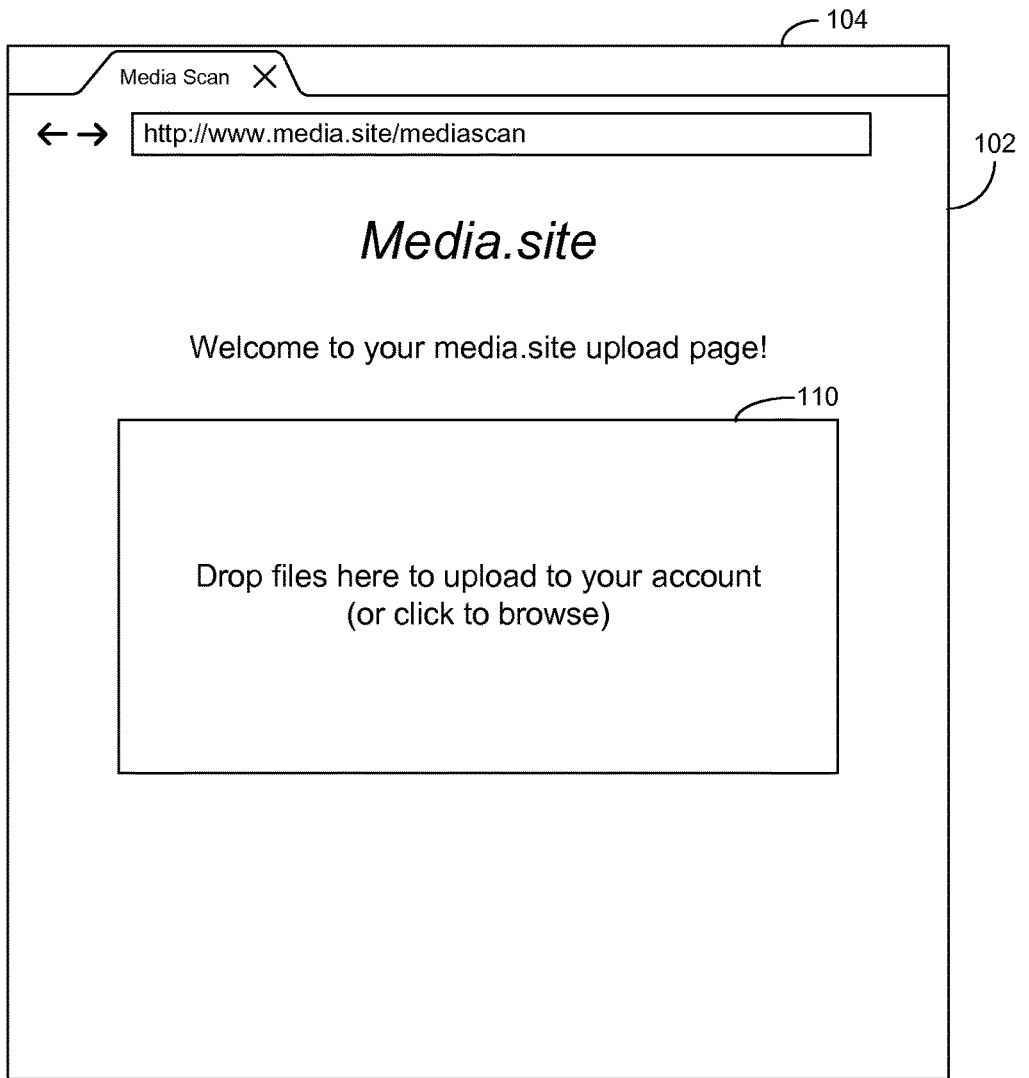 104
Media Scan
http://www.media.site/mediascan
102
Media.site
Welcome to your media.site upload page!
110
Drop files here to upload to your account
(or click to browse)